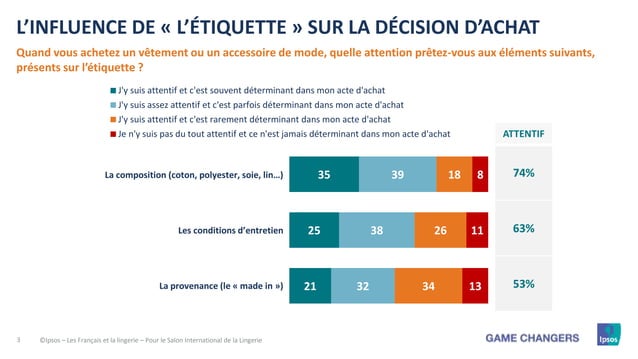 L’INFLUENCE DE « L’ÉTIQUETTE » SUR LA DÉCISION D’ACHAT
Quand vous achetez un vêtement ou un accessoire de mode, quelle attention prêtez-vous aux éléments suivants,
présents sur l’étiquette ?
J'y suis attentif et c'est souvent déterminant dans mon acte d'achat
J'y suis assez attentif et c'est parfois déterminant dans mon acte d'achat
J'y suis attentif et c'est rarement déterminant dans mon acte d'achat
Je n'y suis pas du tout attentif et ce n'est jamais déterminant dans mon acte d'achat
ATTENTIF
La composition (coton, polyester, soie, lin…) 35 39 18 8 74%
Les conditions d’entretien 25 38 26 11 63%
La provenance (le « made in ») 21 32 34 13 53%
3 ©Ipsos – Les Français et la lingerie – Pour le Salon International de la Lingerie
GAME CHANGERS
Ipsos